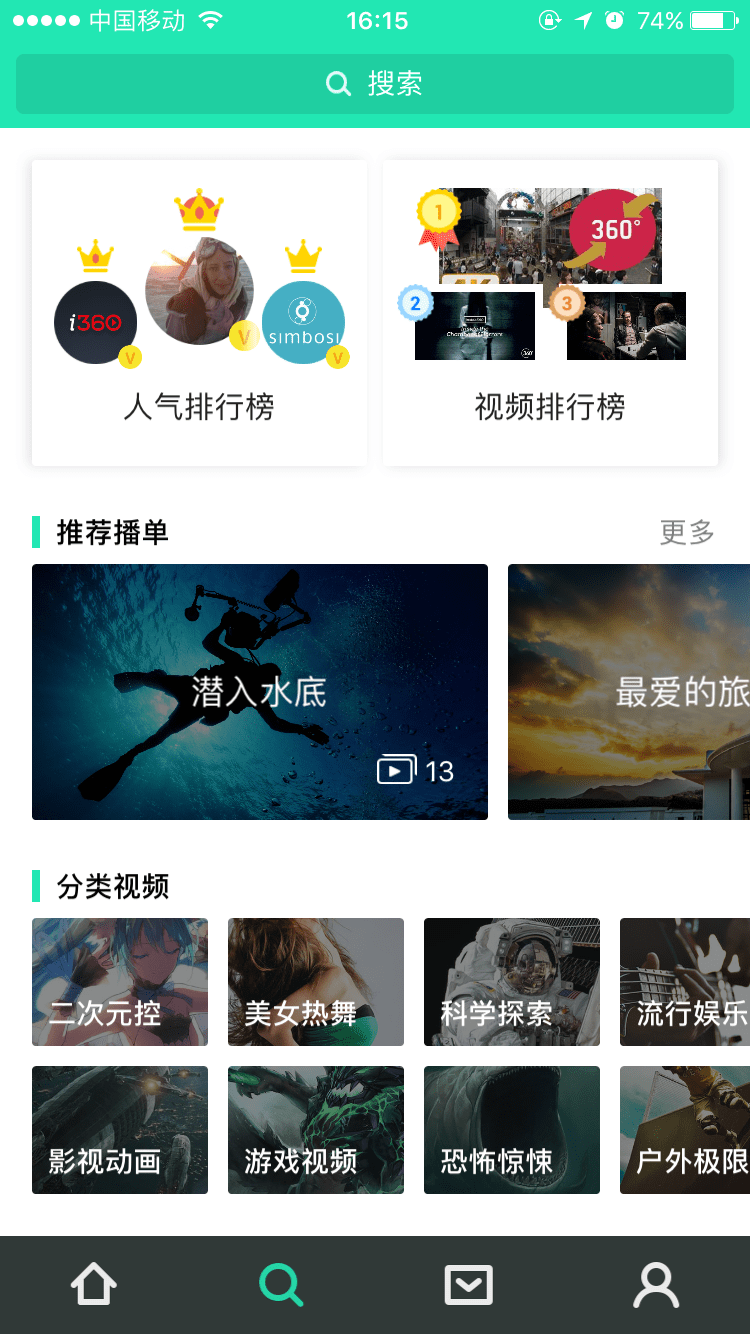 中国移动 16:15 74%
搜索
1
360°
4K
i360
simbosi
2
3
V
V
V
人气排行榜
视频排行榜
推荐播单 更多
潜入水底
最爱的旅
13
分类视频
二次元控
美女热舞
科学探索
流行娱乐
影视动画
游戏视频
恐怖惊悚
户外极限